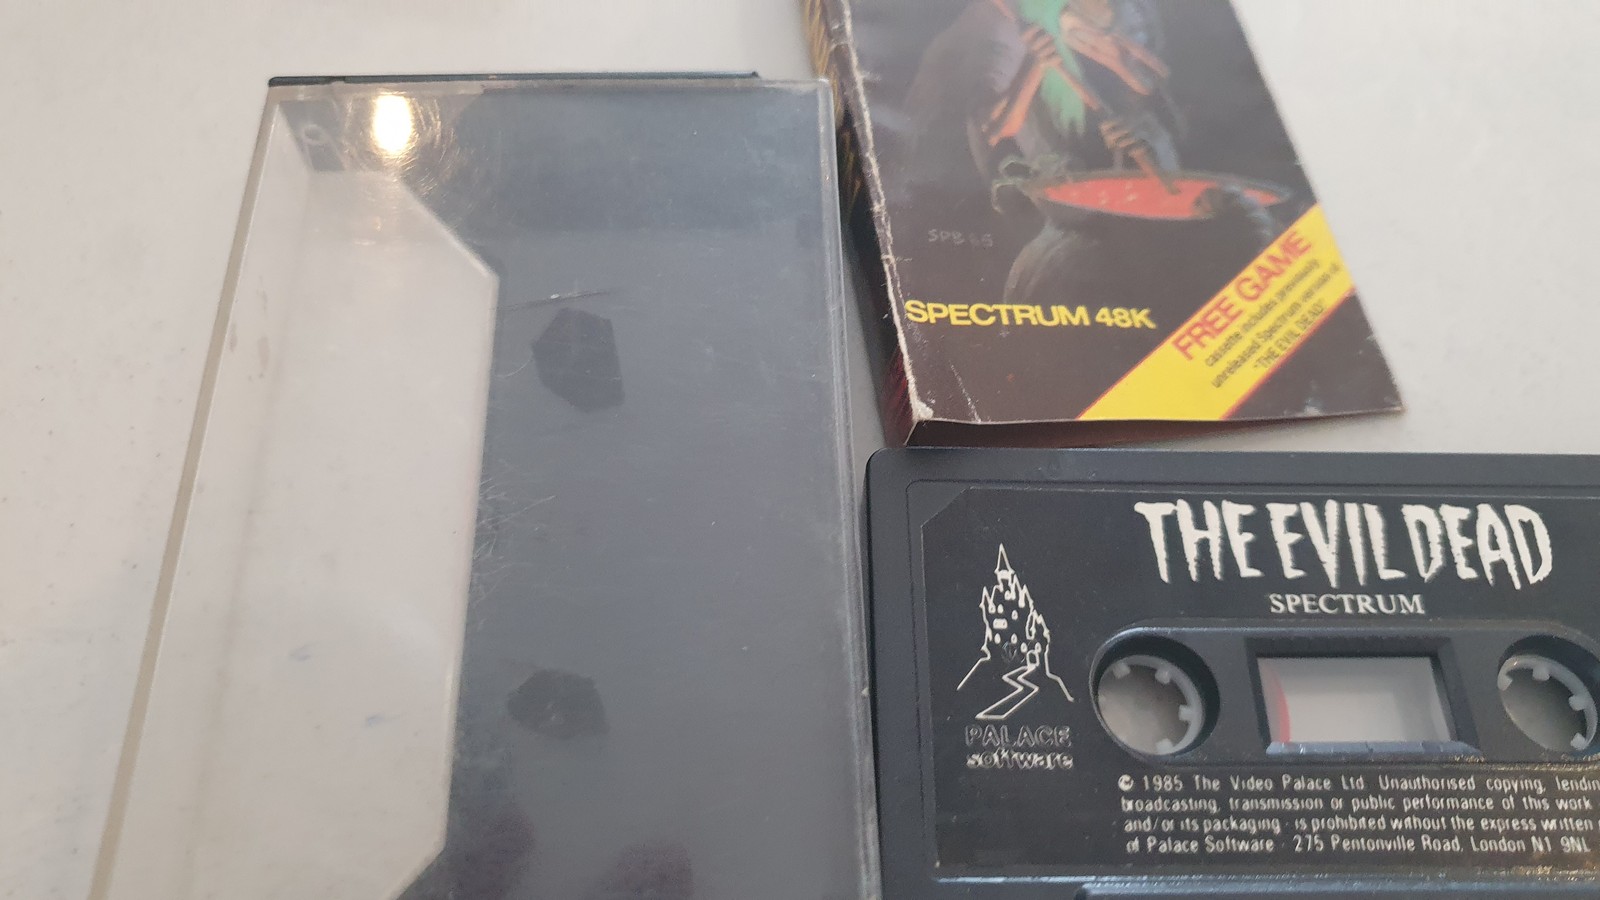 SPB 65
SPECTRUM 48K
FREE GAME
cassette includes previously
unreleased Spectrum version of
"THE EVIL DEAD"
THE EVIL DEAD
SPECTRUM
PALACE
software
© 1985 The Video Palace Ltd. Unauthorised copying, lendin
broadcasting, transmission or public performance of this work
and/or its packaging is prohibited without the express written
of Palace Software · 275 Pentonville Road, London N1 9NL